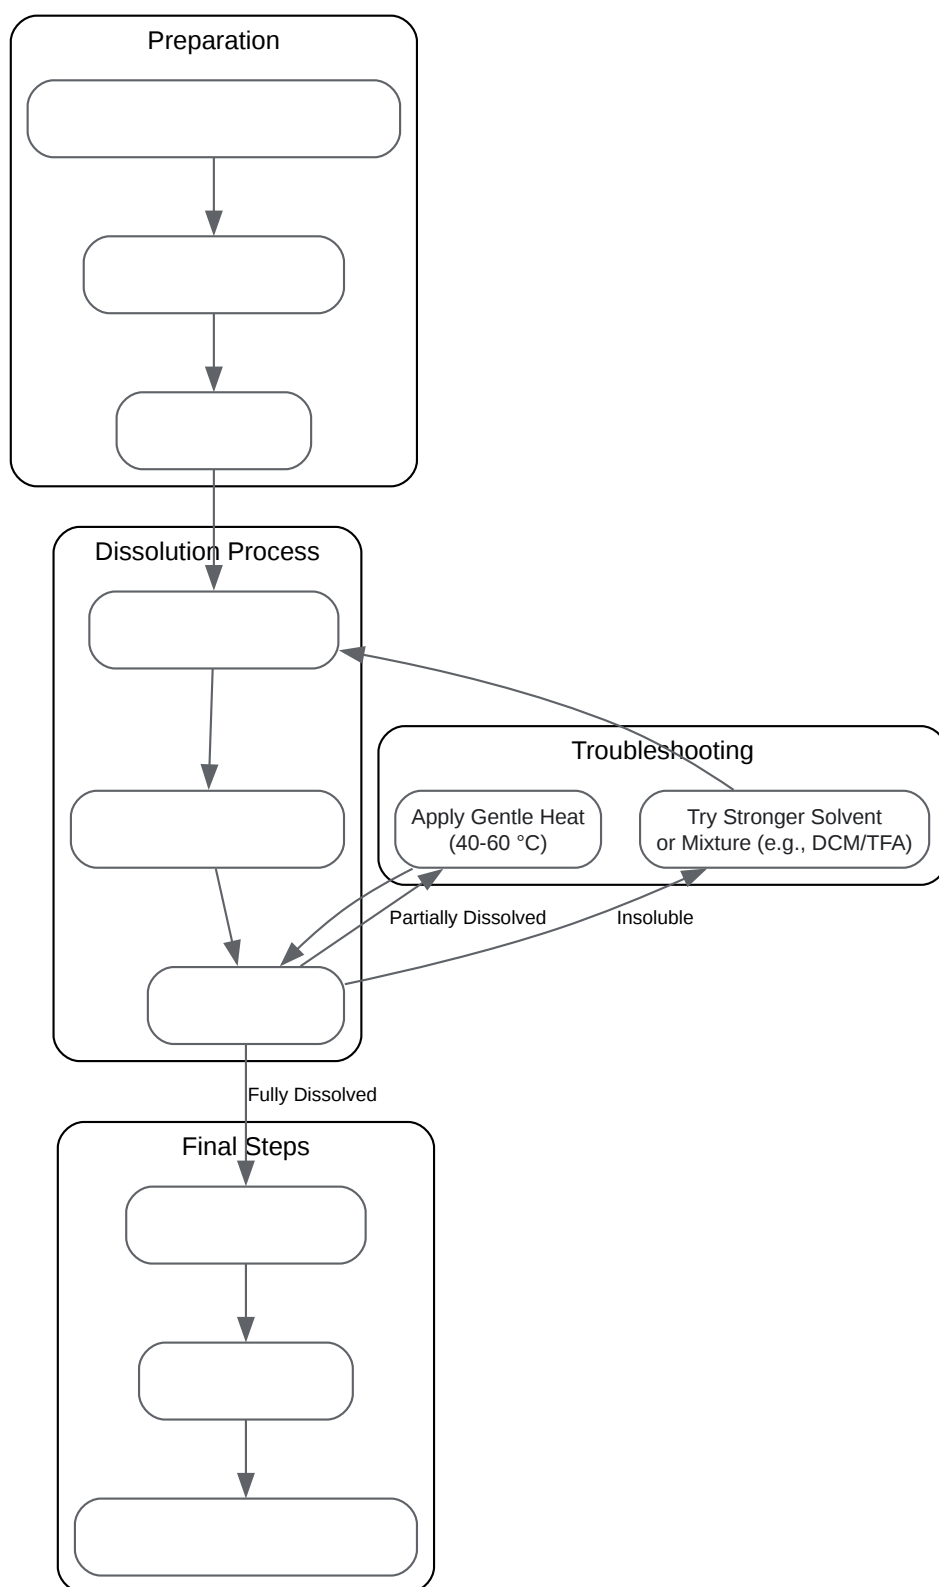 Preparation
Dissolution Process
Troubleshooting
Apply Gentle Heat
(40-60 °C)
Try Stronger Solvent
or Mixture (e.g., DCM/TFA)
Partially Dissolved
Insoluble
Fully Dissolved
Final Steps